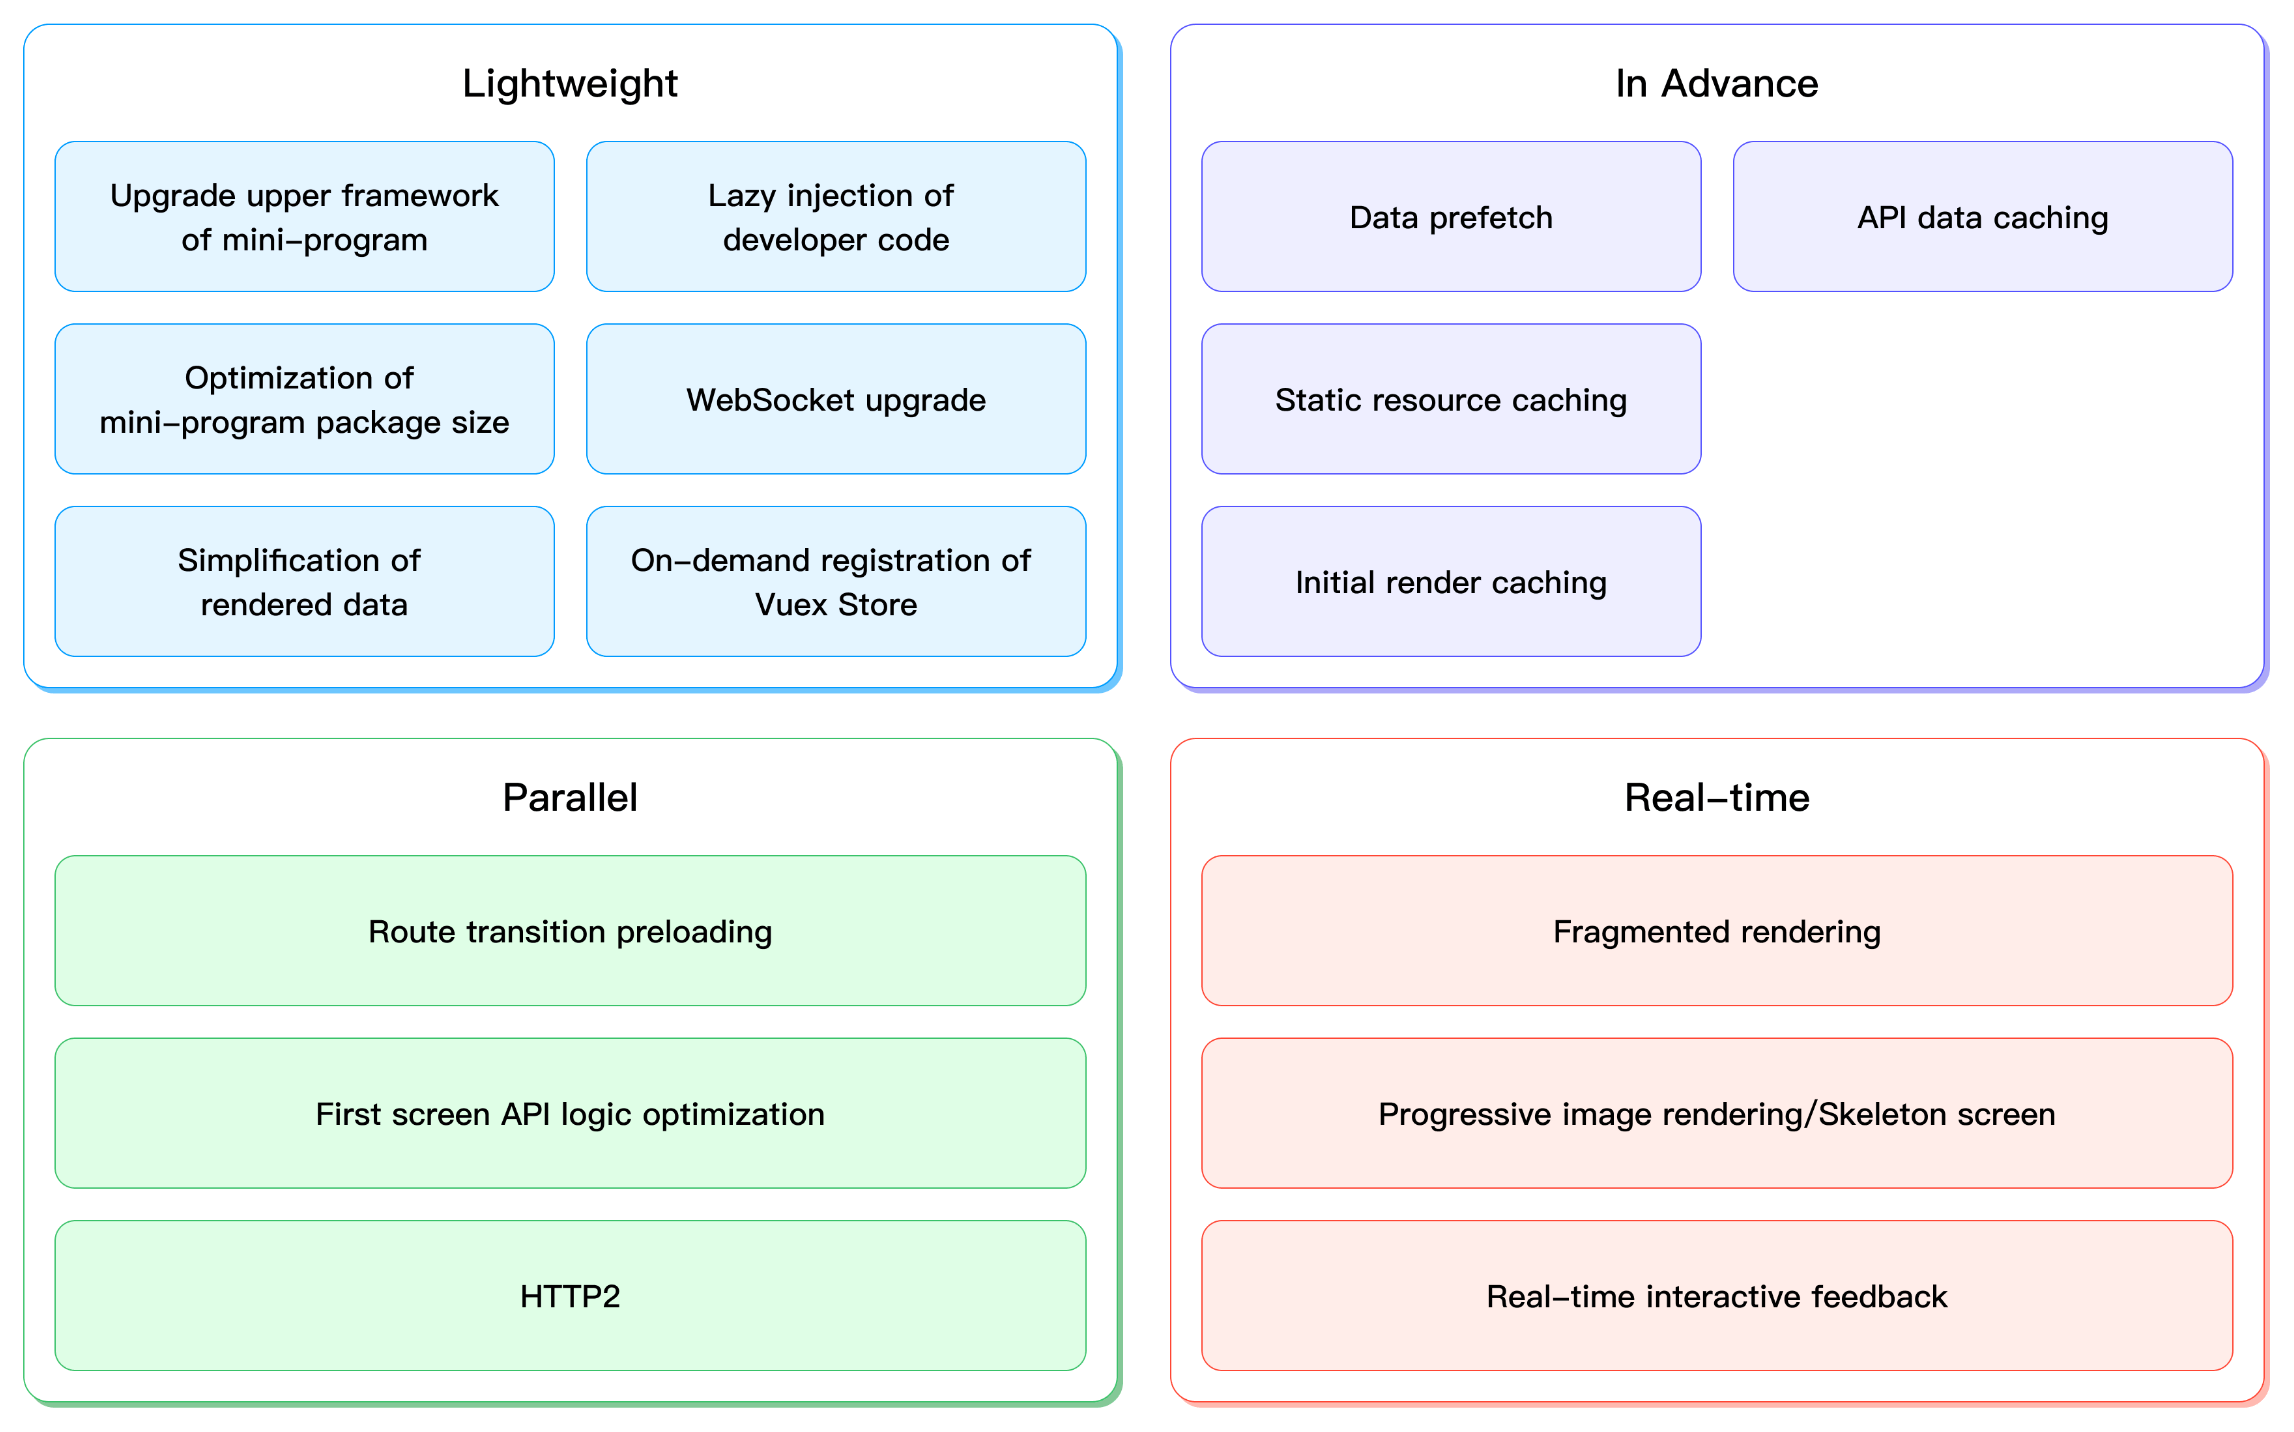 Lightweight
Upgrade upper framework
of mini-program
Lazy injection of
developer code
Optimization of
mini-program package size
WebSocket upgrade
Simplification of
rendered data
On-demand registration of
Vuex Store
In Advance
Data prefetch
API data caching
Static resource caching
Initial render caching
Parallel
Route transition preloading
First screen API logic optimization
HTTP2
Real-time
Fragmented rendering
Progressive image rendering/Skeleton screen
Real-time interactive feedback